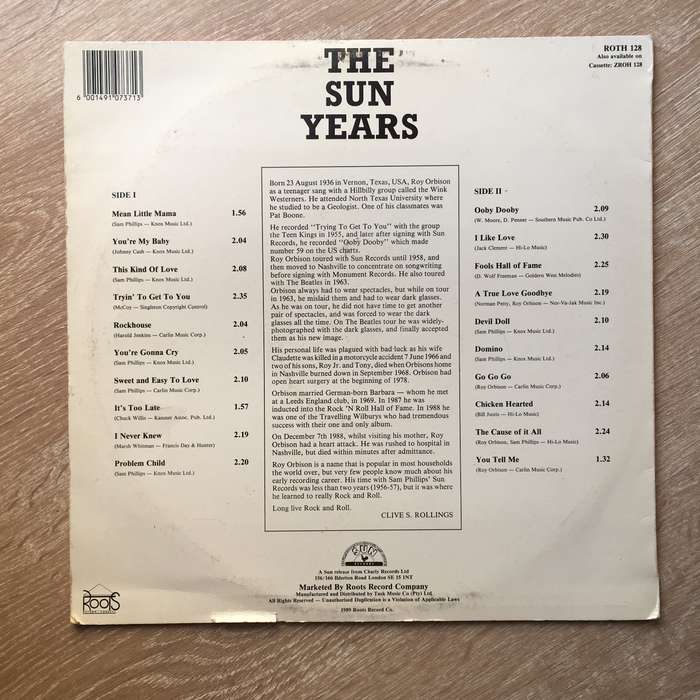 6 001491 073713
THE
SUN
YEARS
ROTH 128
Also available on
Cassette: ZROH 128
SIDE I
Mean Little Mama 1.56
(Sam Phillips — Knox Music Ltd.)
You're My Baby 2.04
(Johnny Cash — Knox Music Ltd.)
This Kind Of Love 2.08
(Sam Phillips — Knox Music Ltd.)
Tryin' To Get To You 2.35
(McCoy — Singleton Copyright Control)
Rockhouse 2.04
(Harold Jenkins — Carlin Music Corp.)
You're Gonna Cry 2.05
(Sam Phillips — Knox Music Ltd.)
Sweet and Easy To Love 2.10
(Sam Phillips — Carlin Music Corp.)
It's Too Late 1.57
(Chuck Willis — Kanner Assoc. Pub. Ltd.)
I Never Knew 2.19
(Marsh Whitman — Francis Day & Hunter)
Problem Child 2.20
(Sam Phillips — Knox Music Ltd.)
Born 23 August 1936 in Vernon, Texas, USA, Roy Orbison
as a teenager sang with a Hillbilly group called the Wink
Westerners. He attended North Texas University where
he studied to be a Geologist. One of his classmates was
Pat Boone.
He recorded "Trying To Get To You" with the group
the Teen Kings in 1955, and later after signing with Sun
Records, he recorded "Ooby Dooby" which made
number 59 on the US charts.
Roy Orbison toured with Sun Records until 1958, and
then moved to Nashville to concentrate on songwriting
before signing with Monument Records. He also toured
with The Beatles in 1963.
Orbison always had to wear spectacles, but while on tour
in 1963, he mislaid them and had to wear dark glasses.
As he was on tour, he did not have time to get another
pair of spectacles, and was forced to wear the dark
glasses all the time. On The Beatles tour he was widely-
photographed with the dark glasses, and finally accepted
them as his new image.
His personal life was plagued with bad luck as his wife
Claudette was killed in a motorcycle accident 7 June 1966 and
two of his sons, Roy Jr. and Tony, died when Orbisons home
in Nashville burned down in September 1968. Orbison had
open heart surgery at the beginning of 1978.
Orbison married German-born Barbara — whom he met
at a Leeds England club, in 1969. In 1987 he was
inducted into the Rock 'N Roll Hall of Fame. In 1988 he
was one of the Travelling Wilburys who had tremendous
success with their one and only album.
On December 7th 1988, whilst visiting his mother, Roy
Orbison had a heart attack. He was rushed to hospital in
Nashville, but died within minutes after admittance.
Roy Orbison is a name that is popular in most households
the world over, but very few people know much about his
early recording career. His time with Sam Phillips' Sun
Records was less than two years (1956-57), but it was where
he learned to really Rock and Roll.
Long live Rock and Roll.
CLIVE S. ROLLINGS
SIDE II
Ooby Dooby 2.09
(W. Moore, D. Penner — Southern Music Pub. Co Ltd.)
I Like Love 2.30
(Jack Clement — Hi-Lo Music)
Fools Hall of Fame 2.25
(D. Wolf Freeman — Golden West Melodies)
A True Love Goodbye 2.19
(Norman Petty, Roy Orbison — Nor-Va-Jak Music Inc.)
Devil Doll 2.10
(Sam Phillips — Knox Music Ltd.)
Domino 2.14
(Sam Phillips — Knox Music Ltd.)
Go Go Go 2.06
(Roy Orbison — Carlin Music Corp.)
Chicken Hearted 2.14
(Bill Justis — Hi-Lo Music)
The Cause of it All 2.24
(Roy Orbison, Sam Phillips — Hi-Lo Music)
You Tell Me 1.32
(Roy Orbison — Carlin Music Corp.)
SUN
A Sun release from Charly Records Ltd
156/166 Ilderton Road London SE 15 1NT
Marketed By Roots Record Company
Manufactured and Distributed by Tusk Music Co (Pty) Ltd.
All Rights Reserved — Unauthorised Duplication is a Violation of Applicable Laws
1989 Roots Record Co.
ROOTS